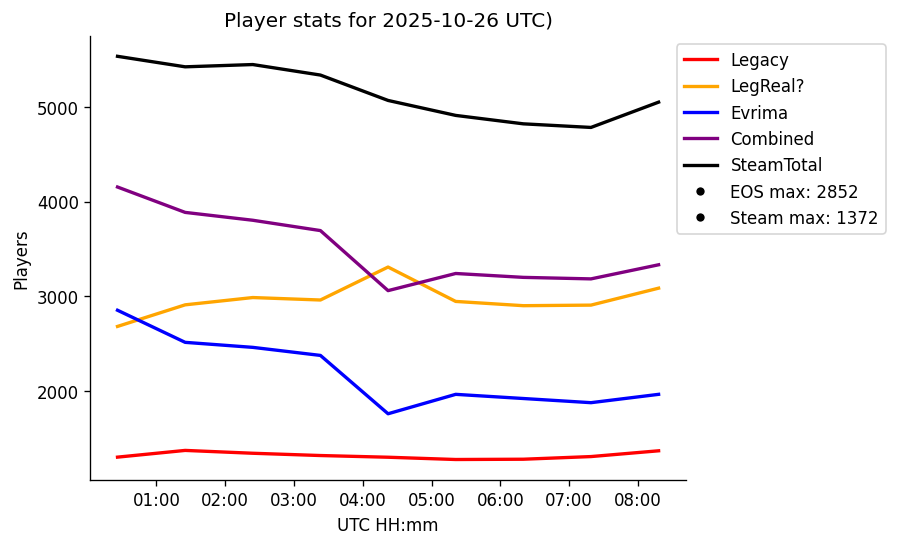 Player stats for 2025-10-26 UTC)
Legacy
LegReal?
Evrima
Combined
SteamTotal
EOS max: 2852
Steam max: 1372
Players
5000
4000
3000
2000
01:00 02:00 03:00 04:00 05:00 06:00 07:00 08:00
UTC HH:mm